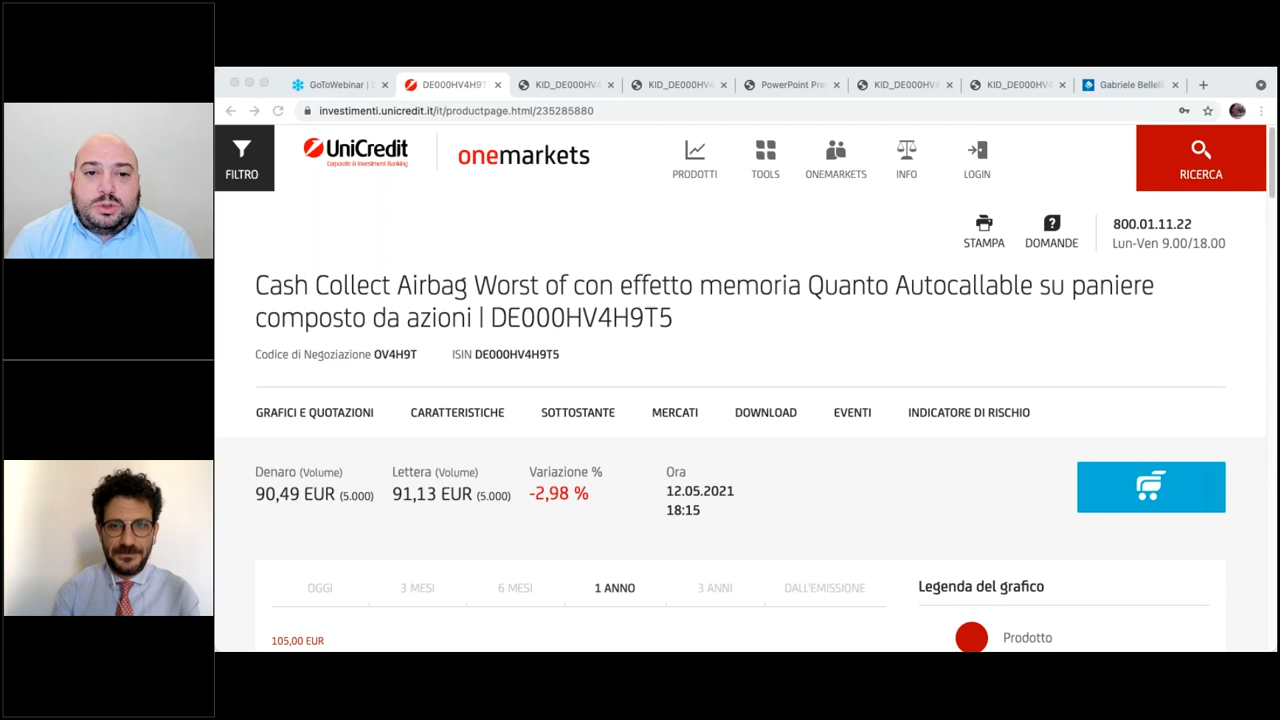 GoToWebinar |
DE000HV4H9T
KID_DE000HV4
KID_DE000HV4
PowerPoint Pre
KID_DE000HV4
KID_DE000HV4
Gabriele Bellelli
investimenti.unicredit.it/it/productpage.html/235285880
FILTRO
UniCredit
Corporate & Investment Banking
onemarkets
PRODOTTI
TOOLS
ONEMARKETS
INFO
LOGIN
RICERCA
STAMPA
DOMANDE
800.01.11.22
Lun-Ven 9.00/18.00
Cash Collect Airbag Worst of con effetto memoria Quanto Autocallable su paniere
composto da azioni | DE000HV4H9T5
Codice di Negoziazione OV4H9T
ISIN DE000HV4H9T5
GRAFICI E QUOTAZIONI
CARATTERISTICHE
SOTTOSTANTE
MERCATI
DOWNLOAD
EVENTI
INDICATORE DI RISCHIO
Denaro (Volume)
90,49 EUR (5.000)
Lettera (Volume)
91,13 EUR (5.000)
Variazione %
-2,98 %
Ora
12.05.2021
18:15
OGGI
3 MESI
6 MESI
1 ANNO
3 ANNI
DALL'EMISSIONE
Legenda del grafico
105,00 EUR
Prodotto